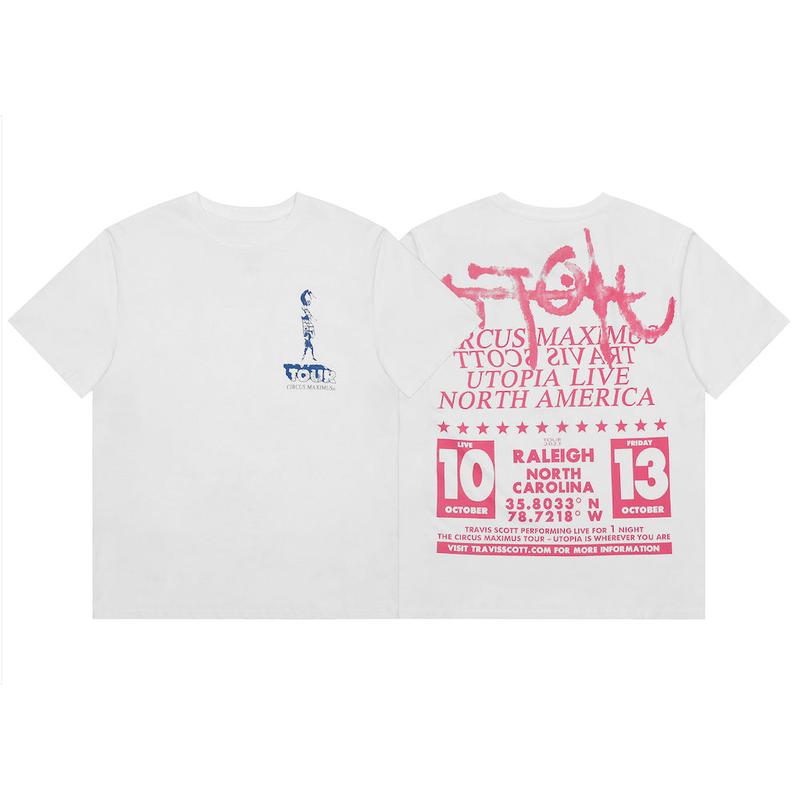 TOUR
CIRCUS MAXIMUS
RCUS MAXIMUS
TRAVIS SCOTT
UTOPIA LIVE
NORTH AMERICA
TOUR
2023
LIVE
10
OCTOBER
RALEIGH
NORTH
CAROLINA
35.8033° N
78.7218° W
FRIDAY
13
OCTOBER
TRAVIS SCOTT PERFORMING LIVE FOR 1 NIGHT
THE CIRCUS MAXIMUS TOUR – UTOPIA IS WHEREVER YOU ARE
VISIT TRAVISSCOTT.COM FOR MORE INFORMATION